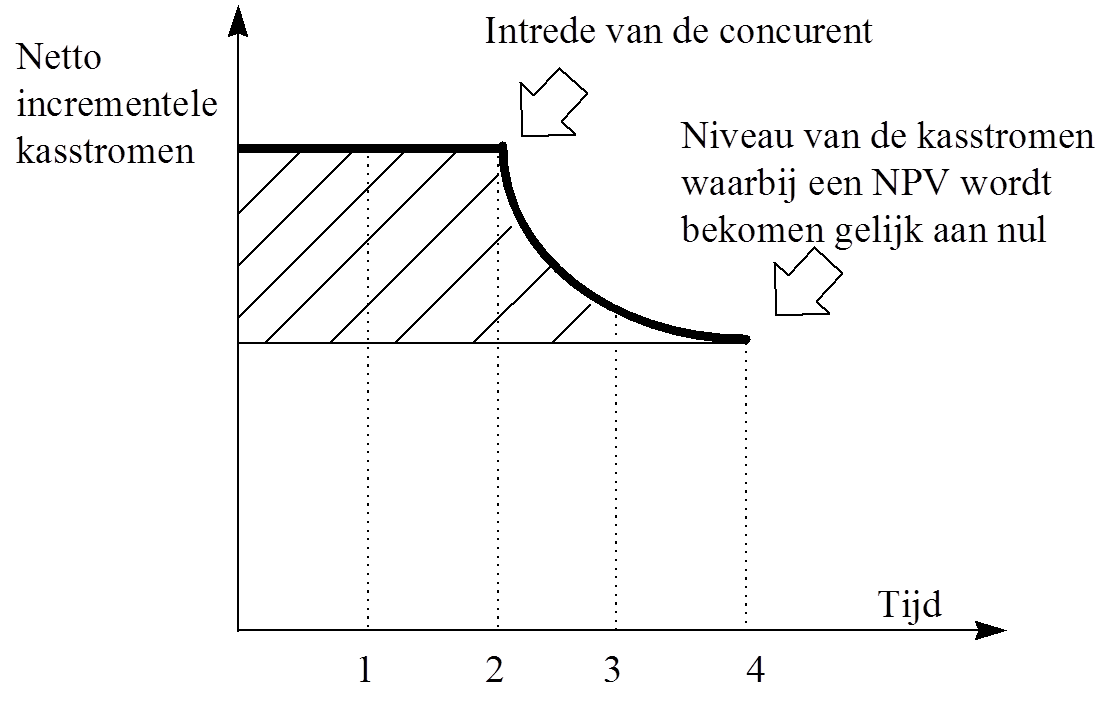 Intrede van de concurent
Netto
incrementele
kasstromen
Niveau van de kasstromen
waarbij een NPV wordt
bekomen gelijk aan nul
Tijd
1 2 3 4